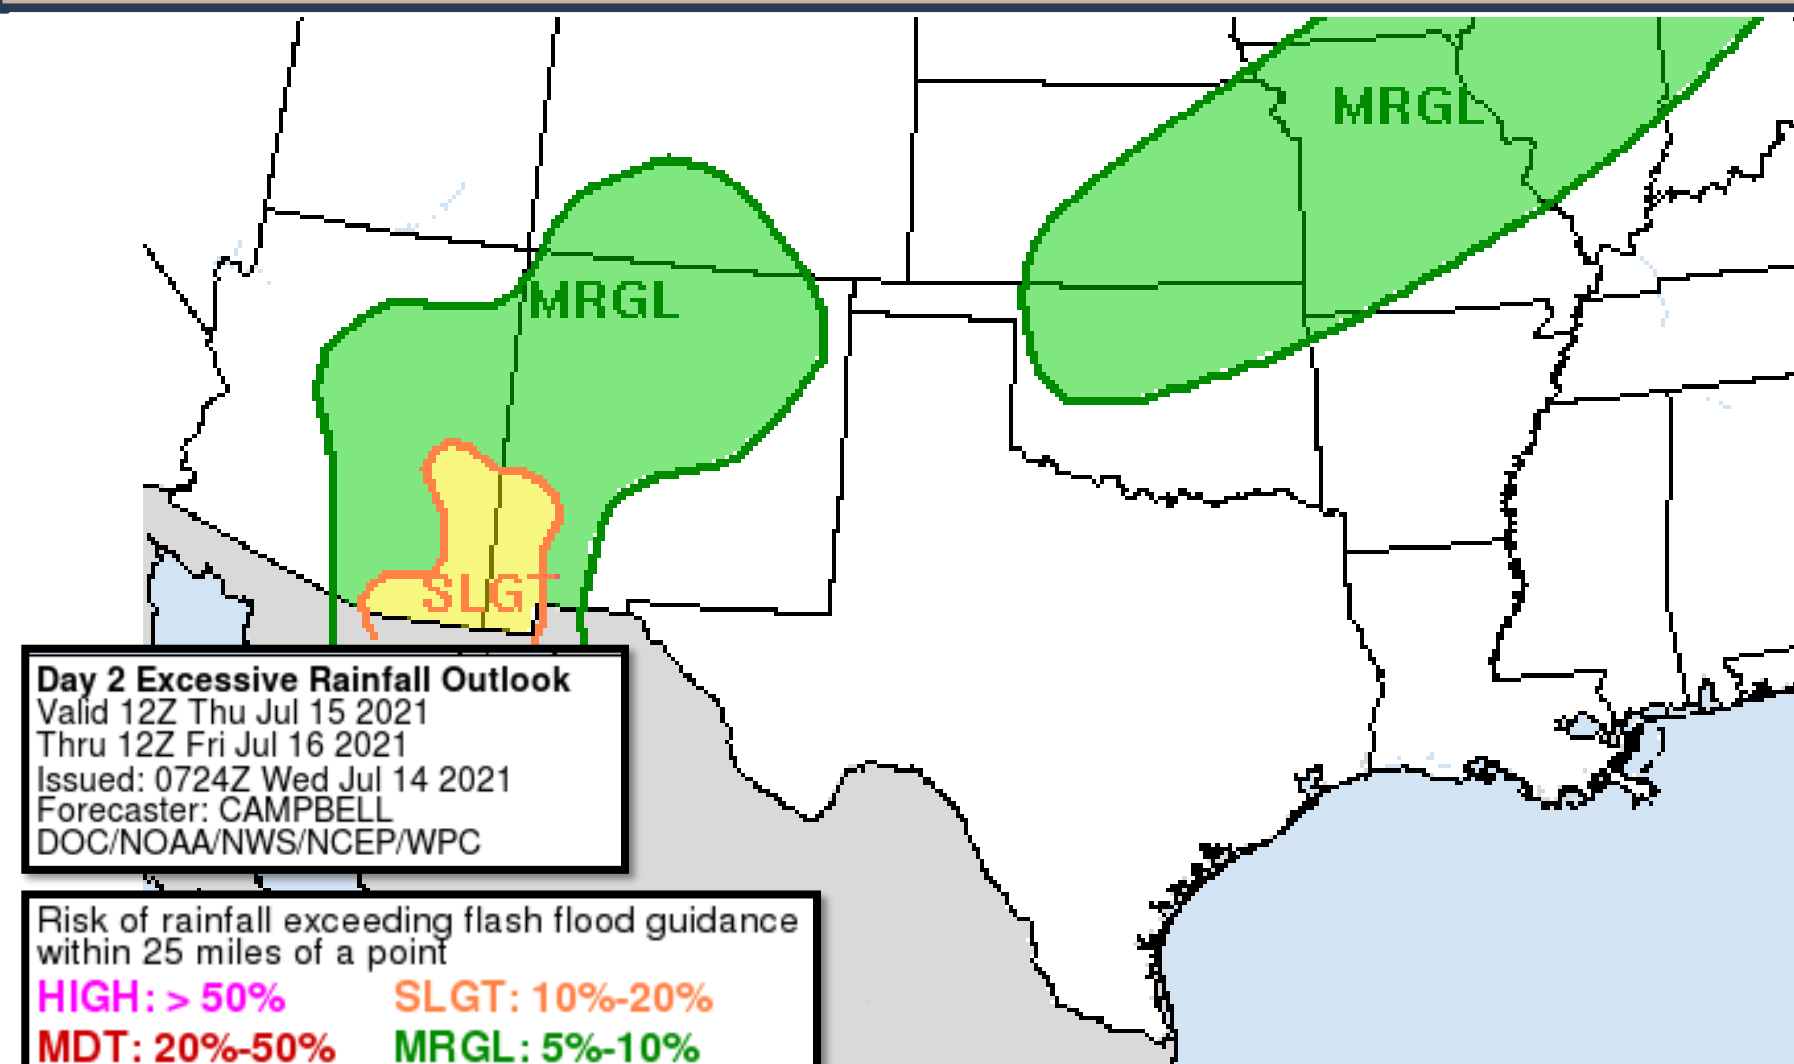 MRGL
MRGL
SLGT
Day 2 Excessive Rainfall Outlook
Valid 12Z Thu Jul 15 2021
Thru 12Z Fri Jul 16 2021
Issued: 0724Z Wed Jul 14 2021
Forecaster: CAMPBELL
DOC/NOAA/NWS/NCEP/WPC
Risk of rainfall exceeding flash flood guidance
within 25 miles of a point
HIGH: > 50% SLGT: 10%-20%
MDT: 20%-50% MRGL: 5%-10%